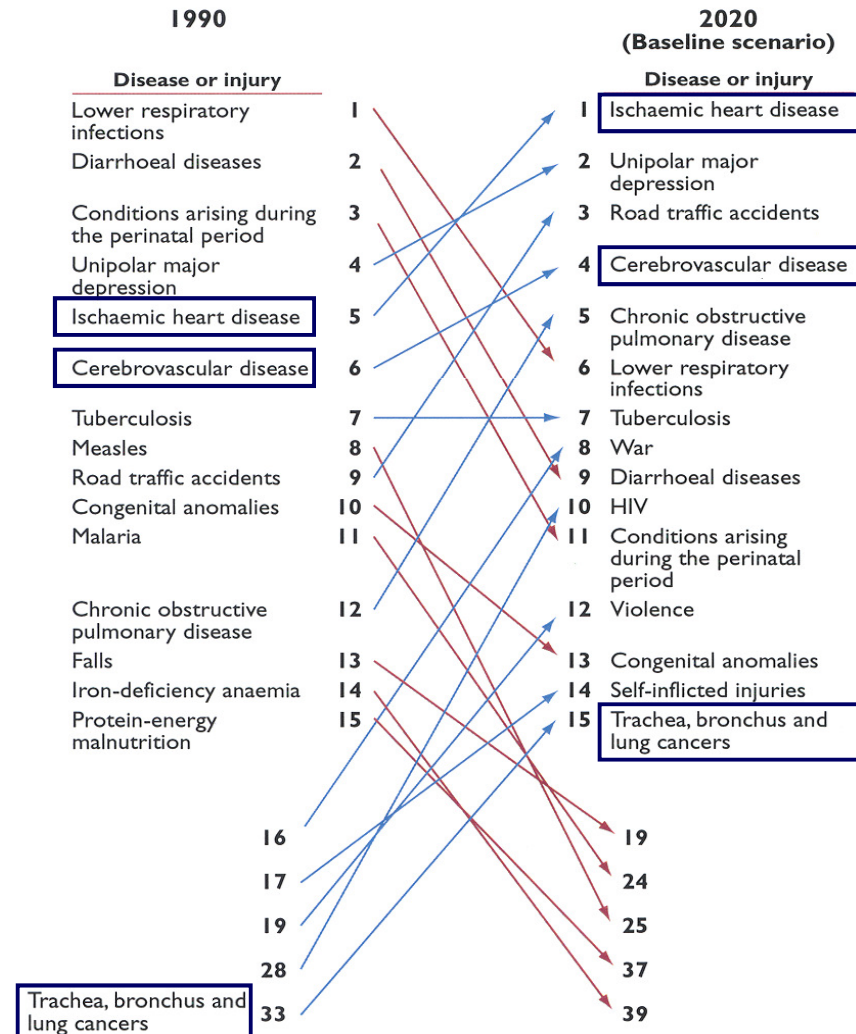 1990
2020
(Baseline scenario)
Disease or injury
Disease or injury
Lower respiratory
infections
1
1 Ischaemic heart disease
Diarrhoeal diseases 2
2 Unipolar major
depression
Conditions arising during
the perinatal period
3
3 Road traffic accidents
Unipolar major
depression
4
4 Cerebrovascular disease
Ischaemic heart disease 5
5 Chronic obstructive
pulmonary disease
Cerebrovascular disease 6
6 Lower respiratory
infections
Tuberculosis 7
7 Tuberculosis
Measles 8
8 War
Road traffic accidents 9
9 Diarrhoeal diseases
Congenital anomalies 10
10 HIV
Malaria 11
11 Conditions arising
during the perinatal
period
Chronic obstructive
pulmonary disease
12
12 Violence
Falls 13
13 Congenital anomalies
Iron-deficiency anaemia 14
14 Self-inflicted injuries
Protein-energy
malnutrition
15
15 Trachea, bronchus and
lung cancers
16
19
17
24
19
25
28
37
Trachea, bronchus and
lung cancers
33
39